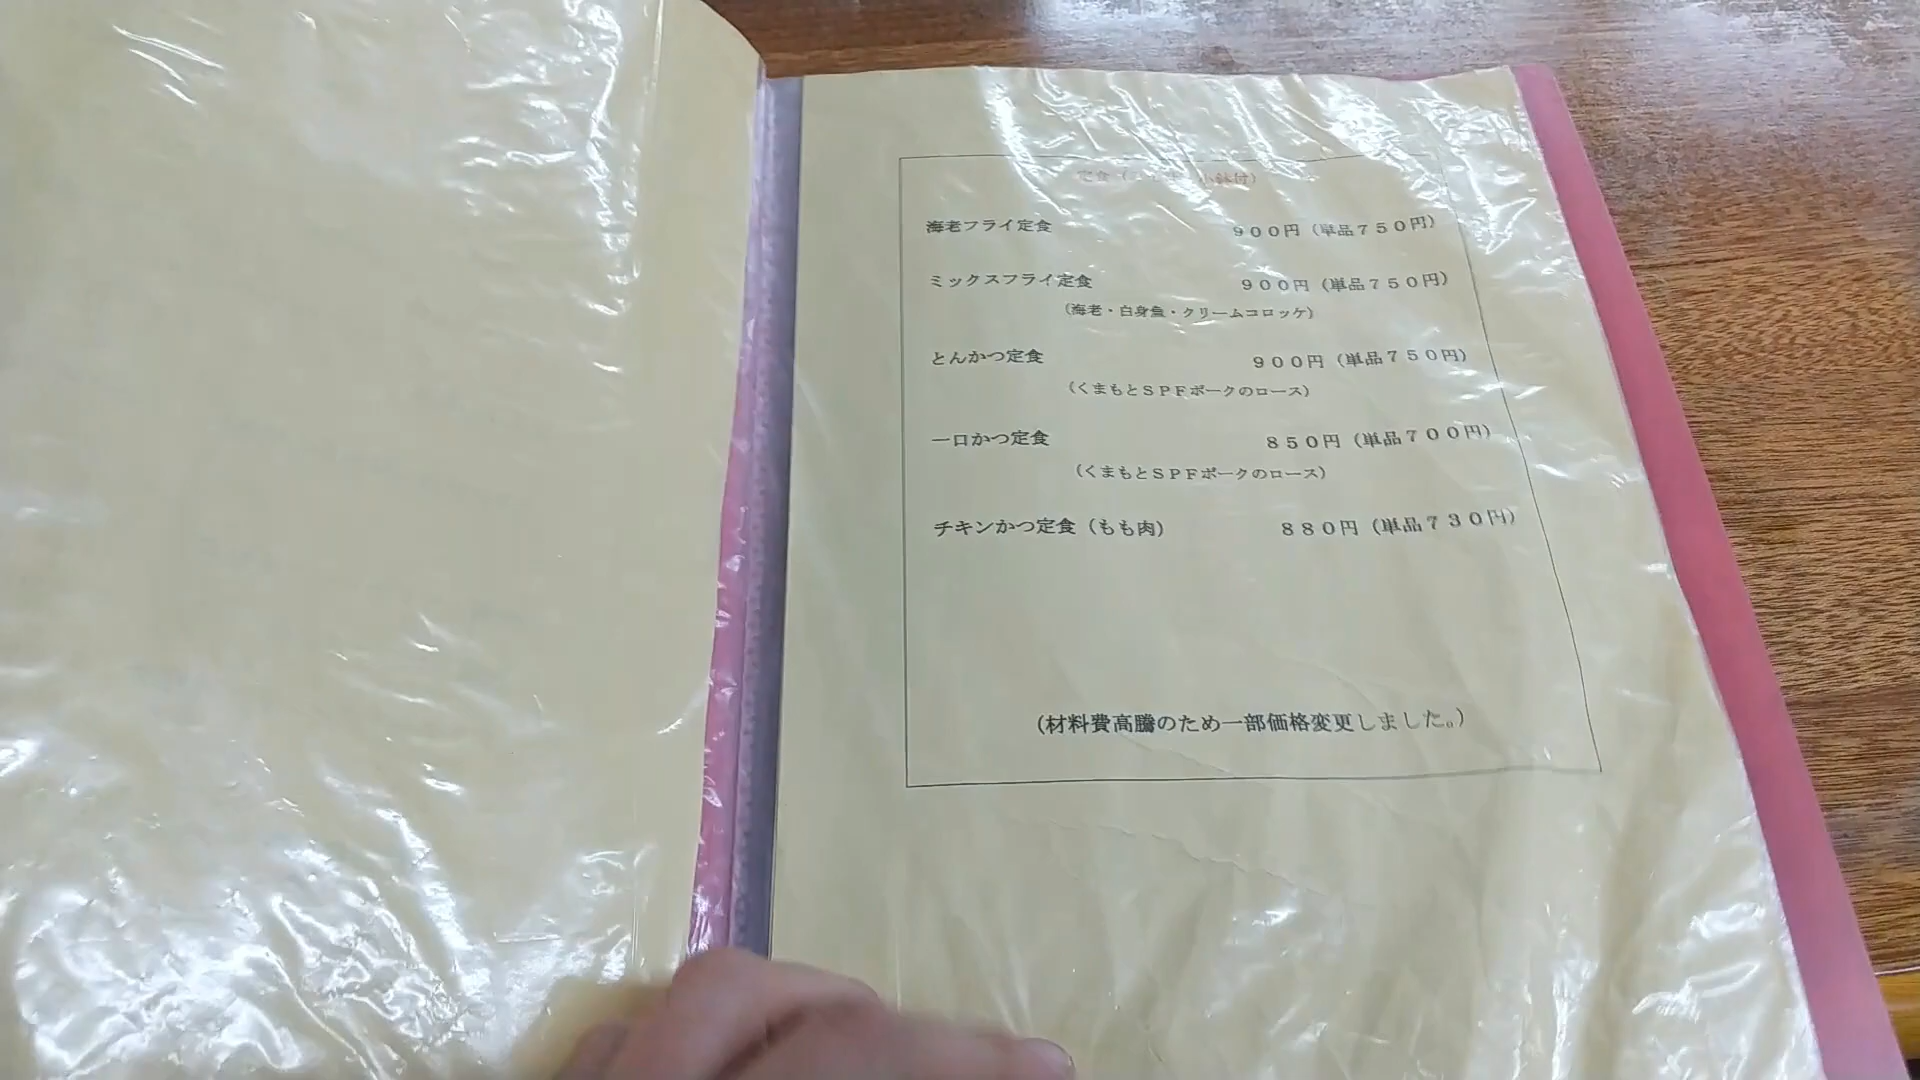 定食（ 小鉢付）
海老フライ定食 ９００円（単品７５０円）
ミックスフライ定食 ９００円（単品７５０円）
（海老・白身魚・クリームコロッケ）
とんかつ定食 ９００円（単品７５０円）
（くまもとＳＰＦポークのロース）
一口かつ定食 ８５０円（単品７００円）
（くまもとＳＰＦポークのロース）
チキンかつ定食（もも肉） ８８０円（単品７３０円）
（材料費高騰のため一部価格変更しました。）